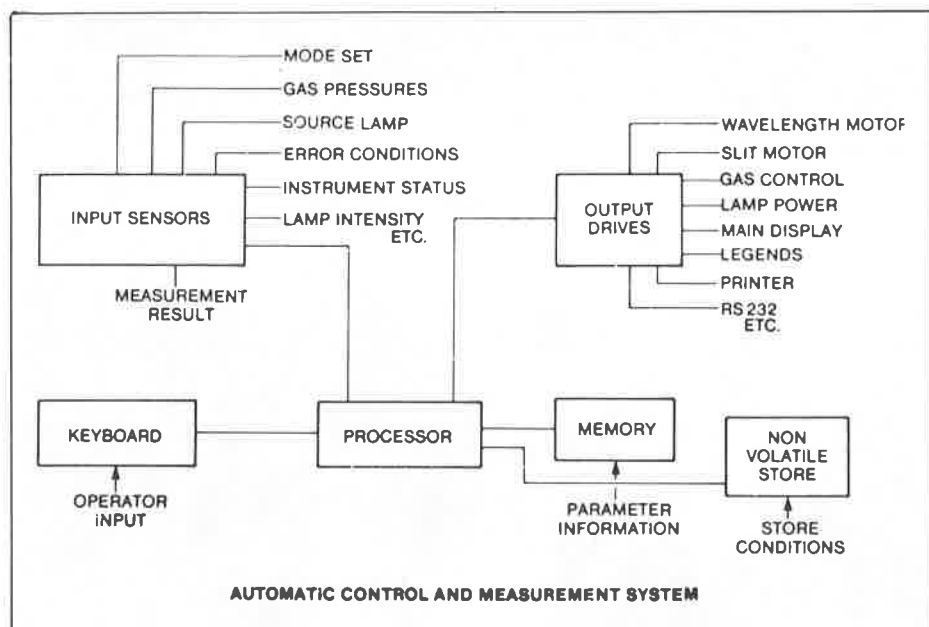 MODE SET
GAS PRESSURES
SOURCE LAMP
ERROR CONDITIONS
INSTRUMENT STATUS
LAMP INTENSITY
ETC.
INPUT SENSORS
MEASUREMENT
RESULT
WAVELENGTH MOTOR
SLIT MOTOR
GAS CONTROL
LAMP POWER
MAIN DISPLAY
LEGENDS
PRINTER
RS 232
ETC.
OUTPUT
DRIVES
KEYBOARD
OPERATOR
INPUT
PROCESSOR
MEMORY
PARAMETER
INFORMATION
NON
VOLATILE
STORE
STORE
CONDITIONS
AUTOMATIC CONTROL AND MEASUREMENT SYSTEM